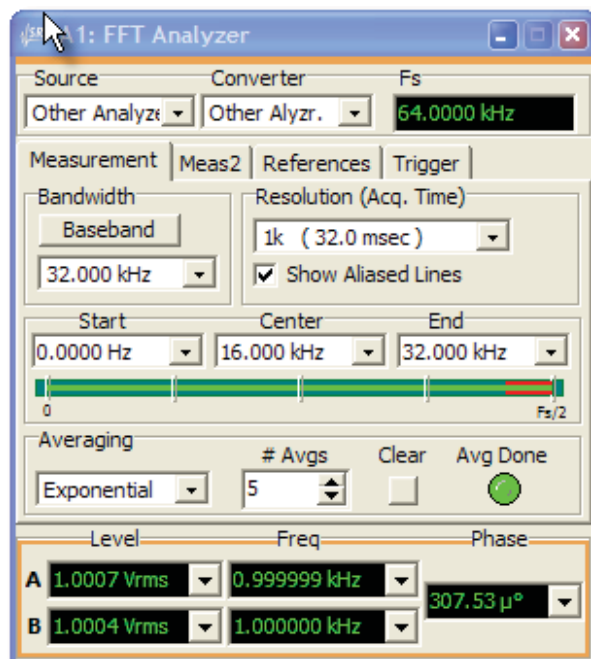 A1: FFT Analyzer
Source Converter Fs
Other Analyze Other Alyzr. 64.0000 kHz
Measurement Meas2 References Trigger
Bandwidth Resolution (Acq. Time)
Baseband
1k ( 32.0 msec )
32.000 kHz Show Aliased Lines
Start Center End
0.0000 Hz 16.000 kHz 32.000 kHz
0 Fs/2
Averaging # Avgs Clear Avg Done
Exponential 5
Level Freq Phase
A 1.0007 Vrms 0.999999 kHz
307.53 µ°
B 1.0004 Vrms 1.000000 kHz